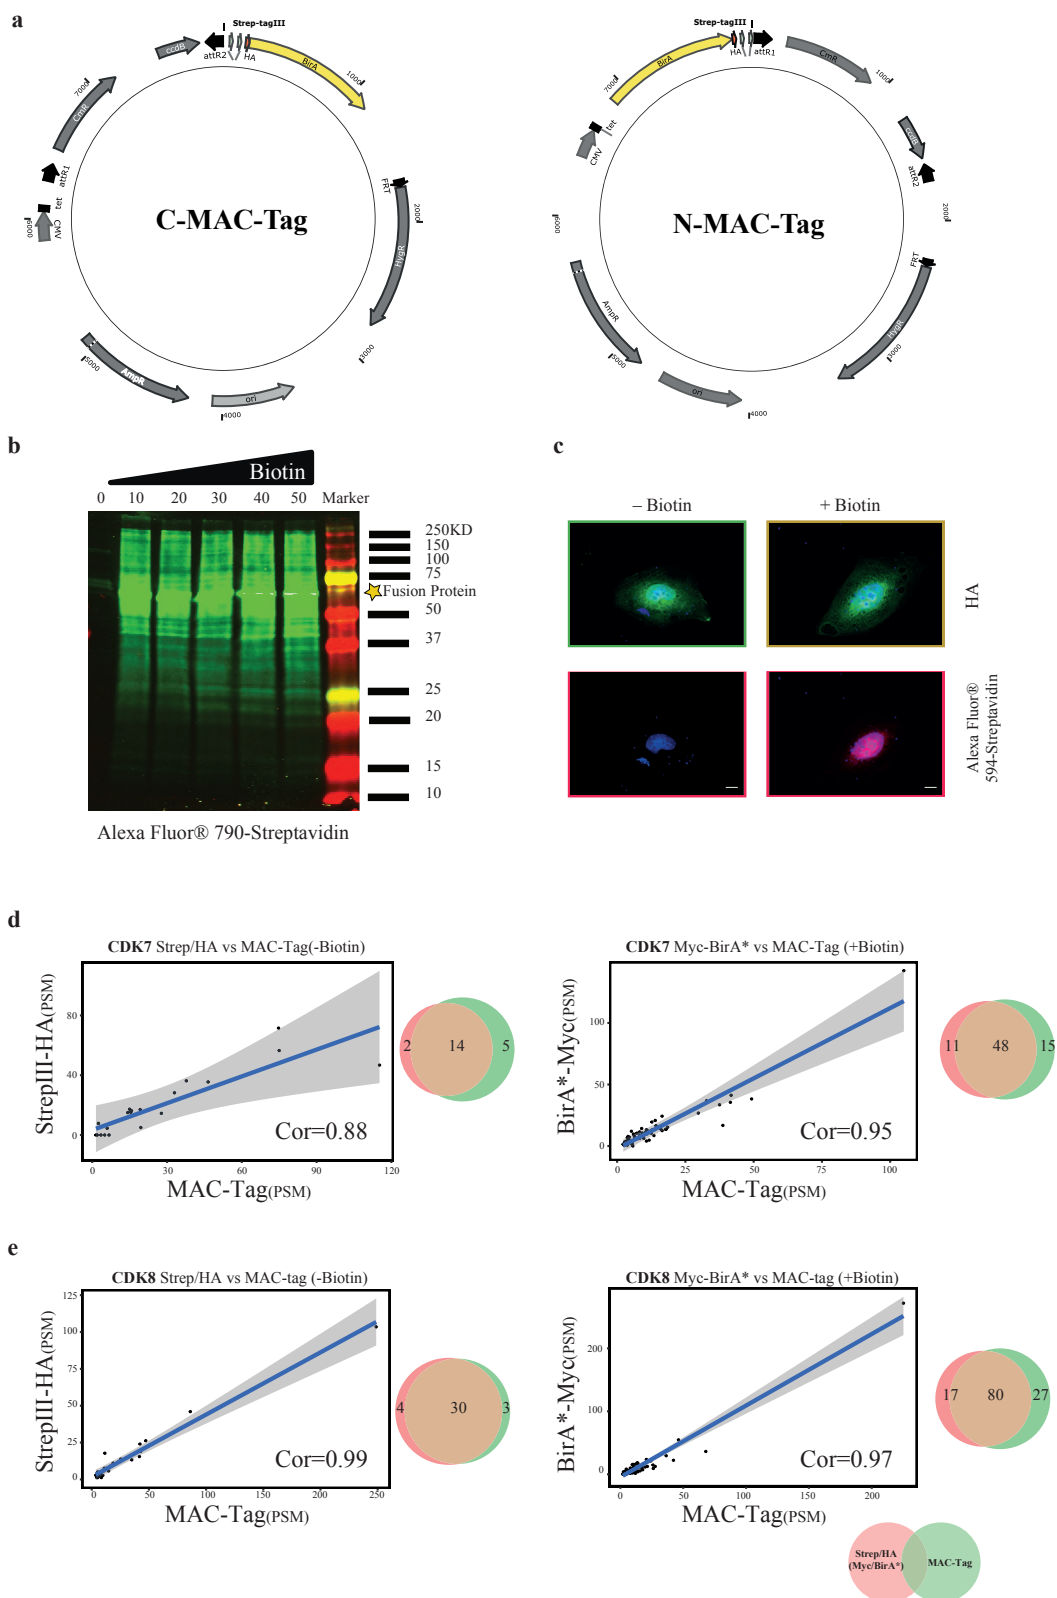 a
Strep-tagIII
attR2
HA
BirA
ccdB
1000
7000
CmR
attR1
tet
CMV
6000
C-MAC-Tag
FRT
2000
HygR
3000
5000
AmpR
ori
4000
Strep-tagIII
HA
attR1
BirA
CmR
1000
7000
tet
CMV
ccdB
attR2
2000
6000
N-MAC-Tag
FRT
HygR
3000
AmpR
5000
ori
4000
b
Biotin
0 10 20 30 40 50 Marker
250KD
150
100
75
Fusion Protein
50
37
25
20
15
10
Alexa Fluor® 790-Streptavidin
c
– Biotin
+ Biotin
HA
Alexa Fluor®
594-Streptavidin
d
CDK7 Strep/HA vs MAC-Tag(-Biotin)
StrepIII-HA(PSM)
80
40
0
0 30 60 90 120
MAC-Tag(PSM)
Cor=0.88
2 14 5
CDK7 Myc-BirA* vs MAC-Tag (+Biotin)
BirA*-Myc(PSM)
100
50
0
0 25 50 75 100
MAC-Tag(PSM)
Cor=0.95
11 48 15
e
CDK8 Strep/HA vs MAC-tag (-Biotin)
StrepIII-HA(PSM)
125
100
75
50
25
0
0 50 100 150 200 250
MAC-Tag(PSM)
Cor=0.99
4 30 3
CDK8 Myc-BirA* vs MAC-tag (+Biotin)
BirA*-Myc(PSM)
200
100
0
0 50 100 150 200
MAC-Tag(PSM)
Cor=0.97
17 80 27
Strep/HA
(Myc/BirA*)
MAC-Tag